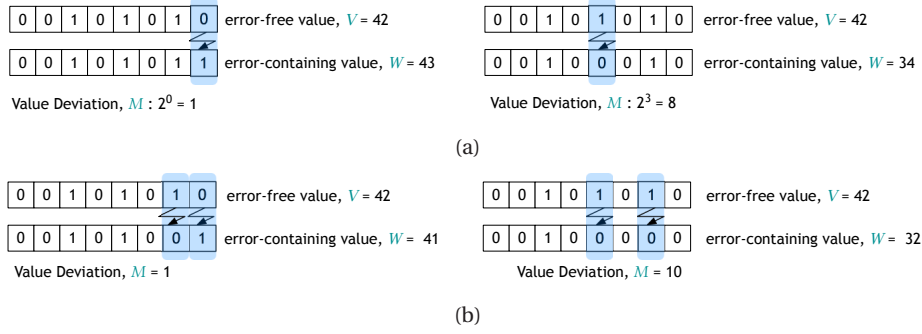 0 0 1 0 1 0 1 0 error-free value, V = 42
0 0 1 0 1 0 1 1 error-containing value, W = 43
Value Deviation, M : 2⁰ = 1
0 0 1 0 1 0 1 0 error-free value, V = 42
0 0 1 0 0 0 1 0 error-containing value, W = 34
Value Deviation, M : 2³ = 8
(a)
0 0 1 0 1 0 1 0 error-free value, V = 42
0 0 1 0 1 0 0 1 error-containing value, W = 41
Value Deviation, M = 1
0 0 1 0 1 0 1 0 error-free value, V = 42
0 0 1 0 0 0 0 0 error-containing value, W = 32
Value Deviation, M = 10
(b)